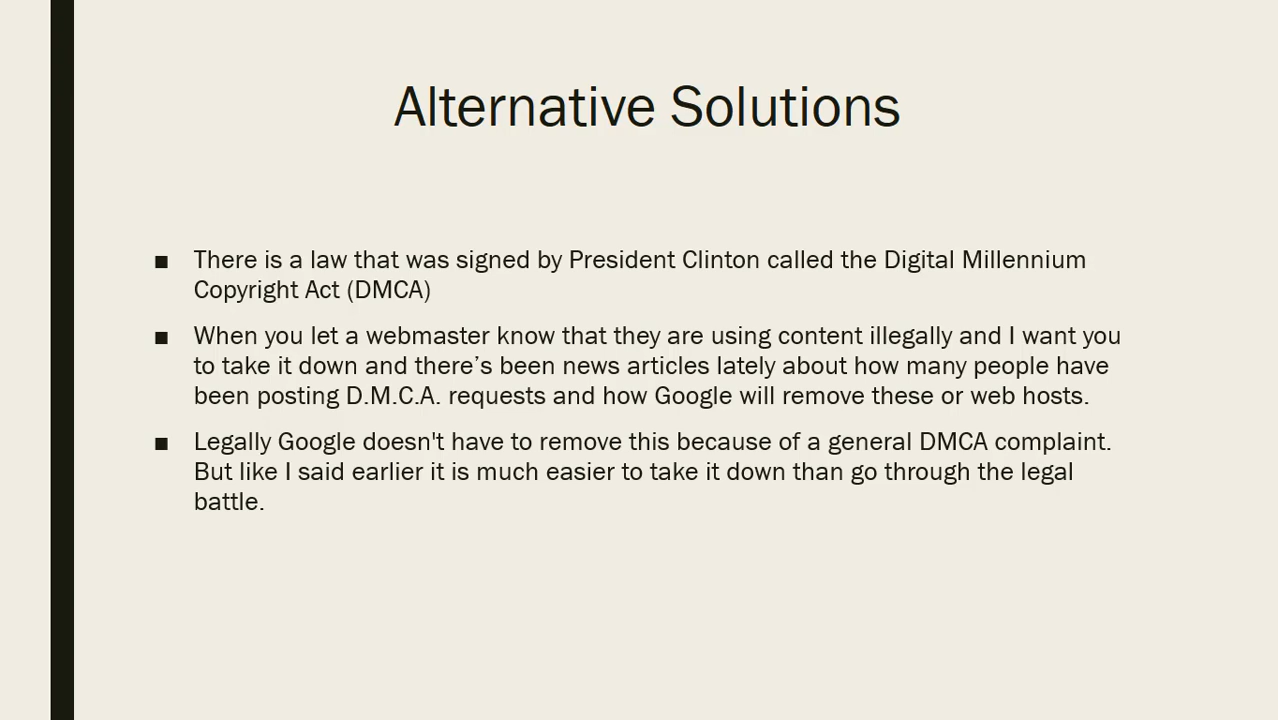 Alternative Solutions
■ There is a law that was signed by President Clinton called the Digital Millennium
Copyright Act (DMCA)
■ When you let a webmaster know that they are using content illegally and I want you
to take it down and there’s been news articles lately about how many people have
been posting D.M.C.A. requests and how Google will remove these or web hosts.
■ Legally Google doesn't have to remove this because of a general DMCA complaint.
But like I said earlier it is much easier to take it down than go through the legal
battle.